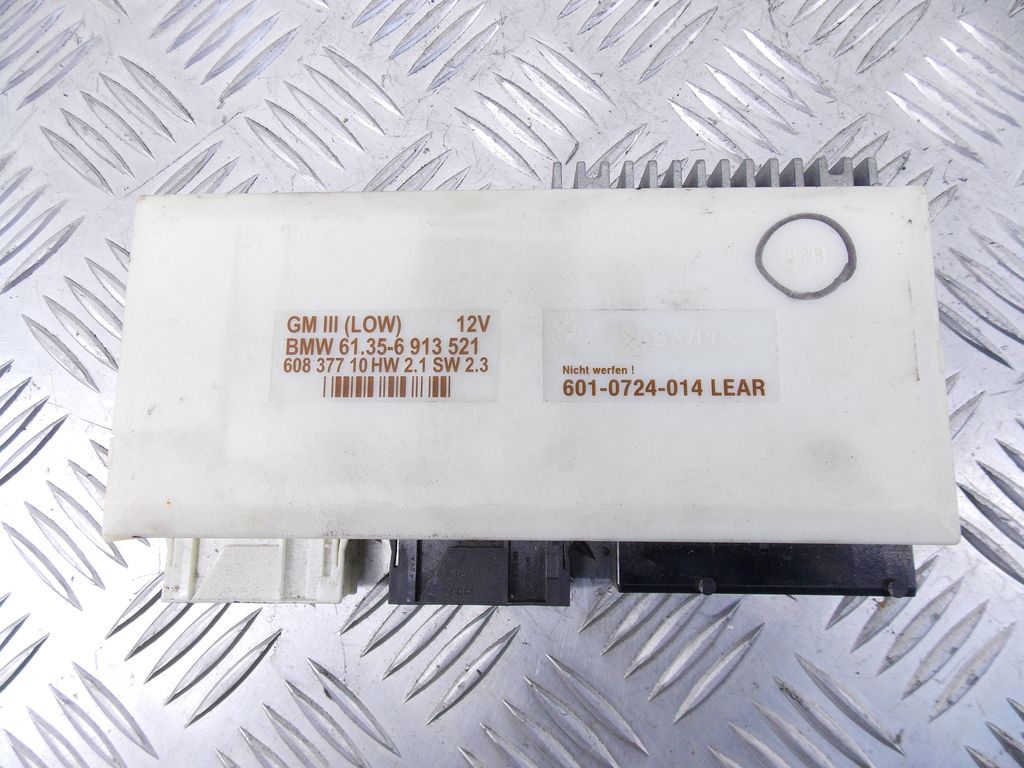 GM III (LOW) 12V
BMW 61.35-6 913 521
608 377 10 HW 2.1 SW 2.3
Nicht werfen !
601-0724-014 LEAR